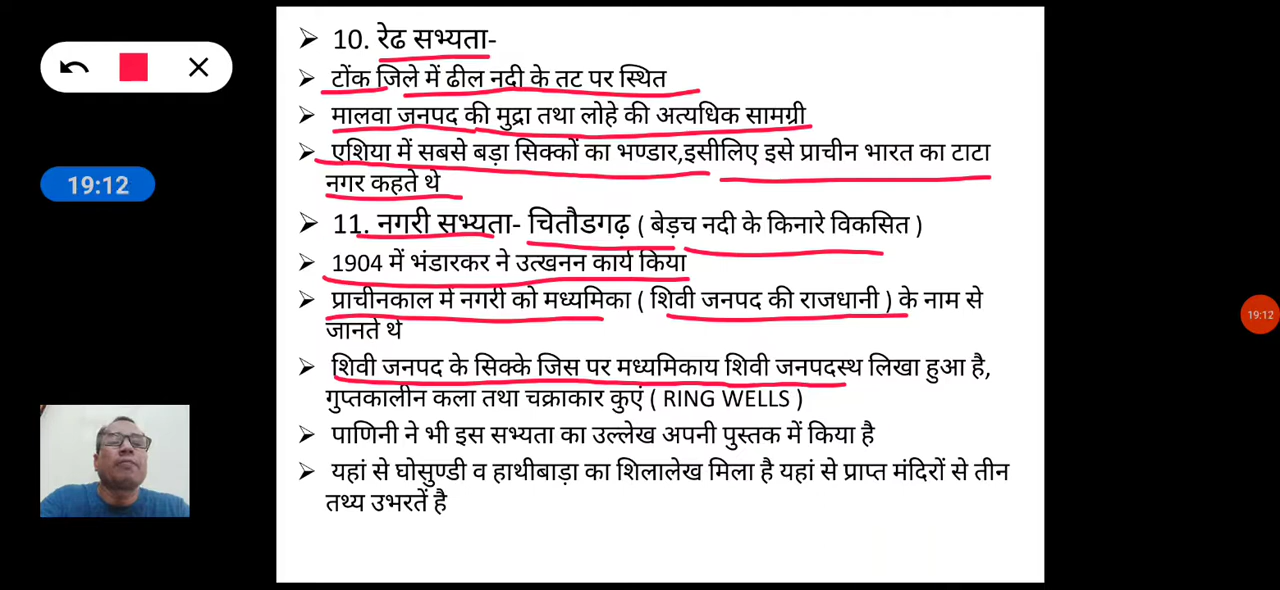 10. रेढ सभ्यता-
टोंक जिले में ढील नदी के तट पर स्थित
मालवा जनपद की मुद्रा तथा लोहे की अत्यधिक सामग्री
एशिया में सबसे बड़ा सिक्कों का भण्डार,इसीलिए इसे प्राचीन भारत का टाटा
नगर कहते थे
11. नगरी सभ्यता- चितौडगढ़ ( बेड़च नदी के किनारे विकसित )
1904 में भंडारकर ने उत्खनन कार्य किया
प्राचीनकाल में नगरी को मध्यमिका ( शिवी जनपद की राजधानी ) के नाम से
जानते थे
शिवी जनपद के सिक्के जिस पर मध्यमिकाय शिवी जनपदस्थ लिखा हुआ है,
गुप्तकालीन कला तथा चक्राकार कुएं ( RING WELLS )
पाणिनी ने भी इस सभ्यता का उल्लेख अपनी पुस्तक में किया है
यहां से घोसुण्डी व हाथीबाड़ा का शिलालेख मिला है यहां से प्राप्त मंदिरों से तीन
तथ्य उभरतें है
19:12
19:12